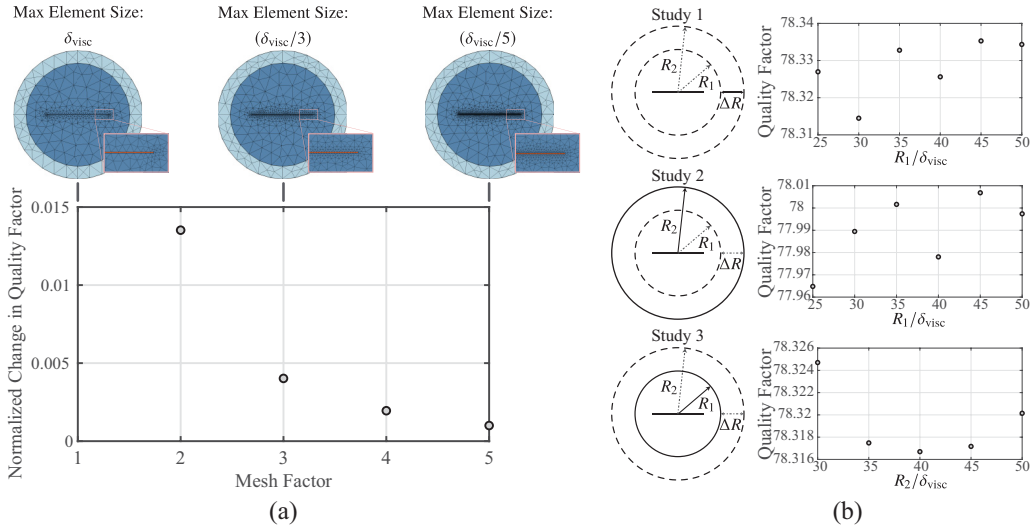 Max Element Size:
δvisc
Max Element Size:
(δvisc/3)
Max Element Size:
(δvisc/5)
Normalized Change in Quality Factor
0.015
0.01
0.005
0
1 2 3 4 5
Mesh Factor
(a)
Study 1
R2
R1
ΔR
Quality Factor
78.34
78.33
78.32
78.31
25 30 35 40 45 50
R1/δvisc
Study 2
R2
R1
ΔR
Quality Factor
78.01
78
77.99
77.98
77.97
77.96
25 30 35 40 45 50
R1/δvisc
Study 3
R2
R1
ΔR
Quality Factor
78.326
78.324
78.322
78.320
78.318
78.316
30 35 40 45 50
R2/δvisc
(b)